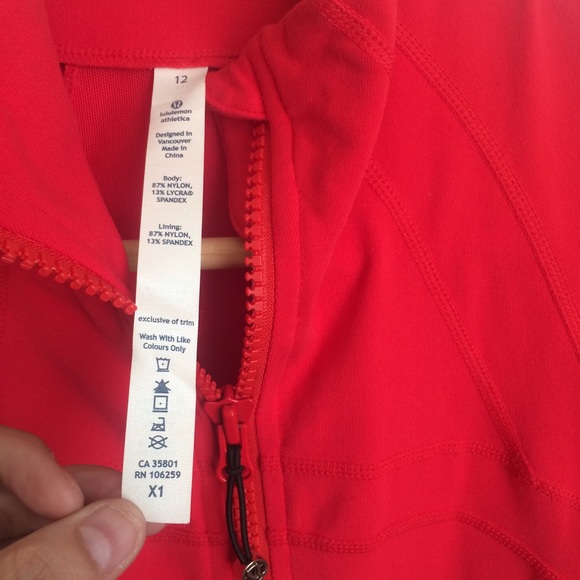 12
lululemon
athletica
Designed in
Vancouver
Made in
China
Body:
87% NYLON,
13% LYCRA®
SPANDEX
Lining:
87% NYLON,
13% SPANDEX
exclusive of trim
Wash With Like
Colours Only
CA 35801
RN 106259
X1